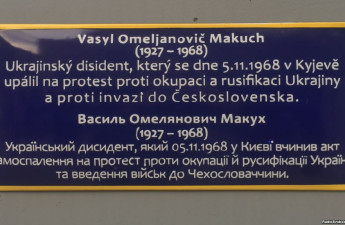 Vasyl Omeljanovič Makuch
(1927 – 1968)
Ukrajinský disident, který se dne 5.11.1968 v Kyjevě
upálil na protest proti okupaci a rusifikaci Ukrajiny
a proti invazi do Československa.
Василь Омелянович Макух
(1927 – 1968)
Український дисидент, який 05.11.1968 у Києві вчинив акт
амоспалення на протест проти окупації й русифікації Україн
та введення військ до Чехословаччини.